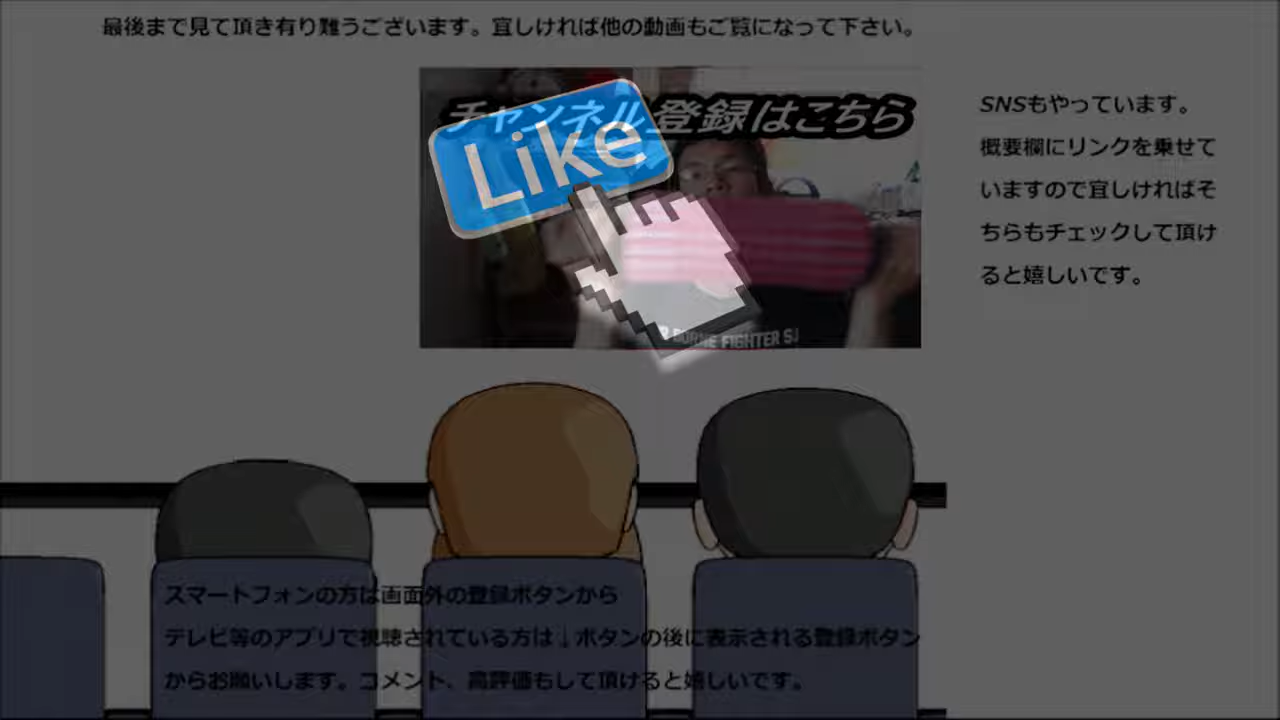 最後まで見て頂き有り難うございます。宜しければ他の動画もご覧になって下さい。
チャンネル登録はこちら
Like
SNSもやっています。
概要欄にリンクを乗せて
いますので宜しければそ
ちらもチェックして頂け
ると嬉しいです。
FIGHTER
スマートフォンの方は画面外の登録ボタンから
テレビ等のアプリで視聴されている方は↓ボタンの後に表示される登録ボタン
からお願いします。コメント、高評価もして頂けると嬉しいです。